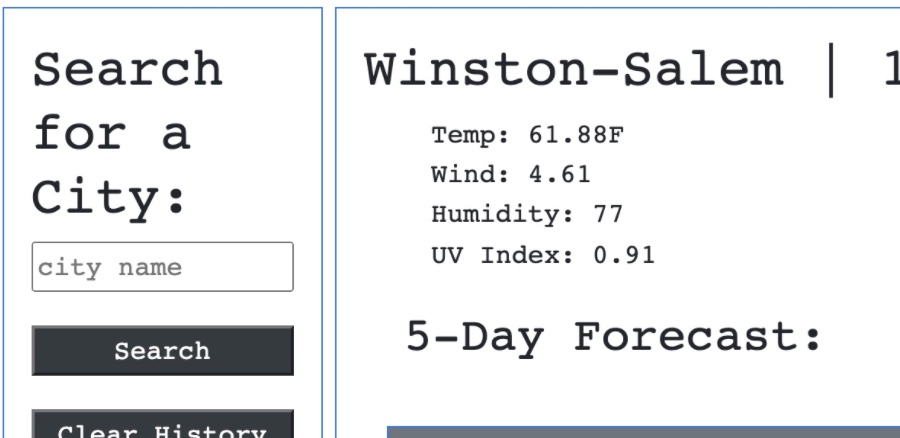 Search
for a
City:
city name
Search
Clear History
Winston-Salem | 1
Temp: 61.88F
Wind: 4.61
Humidity: 77
UV Index: 0.91
5-Day Forecast: